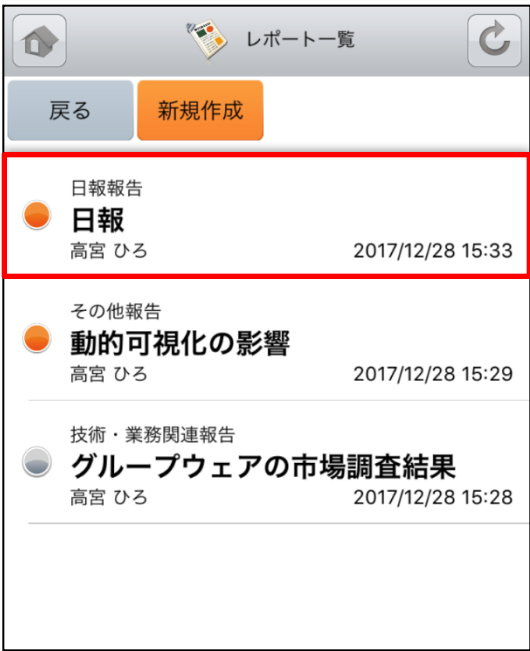 レポート一覧
戻る
新規作成
日報報告
日報
高宮 ひろ 2017/12/28 15:33
その他報告
動的可視化の影響
高宮 ひろ 2017/12/28 15:29
技術・業務関連報告
グループウェアの市場調査結果
高宮 ひろ 2017/12/28 15:28